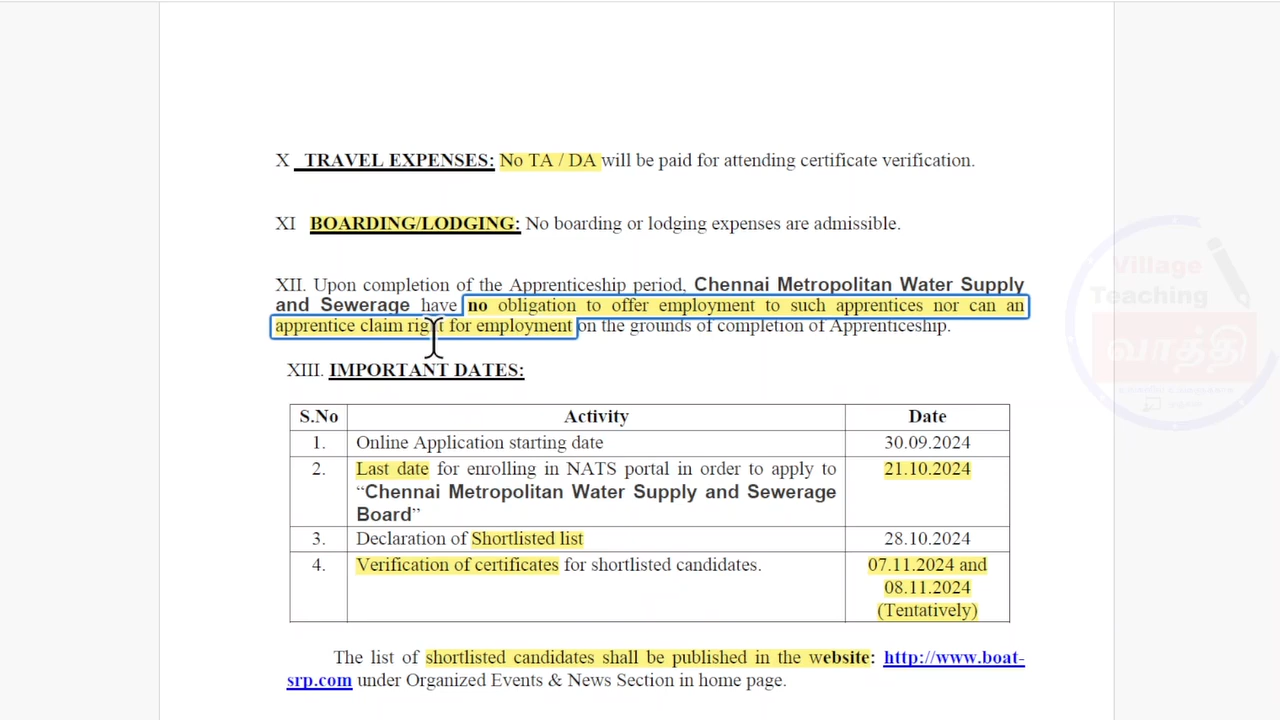 X TRAVEL EXPENSES: No TA / DA will be paid for attending certificate verification.
XI BOARDING/LODGING: No boarding or lodging expenses are admissible.
XII. Upon completion of the Apprenticeship period, Chennai Metropolitan Water Supply
and Sewerage have no obligation to offer employment to such apprentices nor can an
apprentice claim right for employment on the grounds of completion of Apprenticeship.
XIII. IMPORTANT DATES:
S.No Activity Date
1. Online Application starting date 30.09.2024
2. Last date for enrolling in NATS portal in order to apply to 21.10.2024
“Chennai Metropolitan Water Supply and Sewerage
Board”
3. Declaration of Shortlisted list 28.10.2024
4. Verification of certificates for shortlisted candidates. 07.11.2024 and
08.11.2024
(Tentatively)
The list of shortlisted candidates shall be published in the website: http://www.boat-
srp.com under Organized Events & News Section in home page.
Village
Teaching
வாத்தி